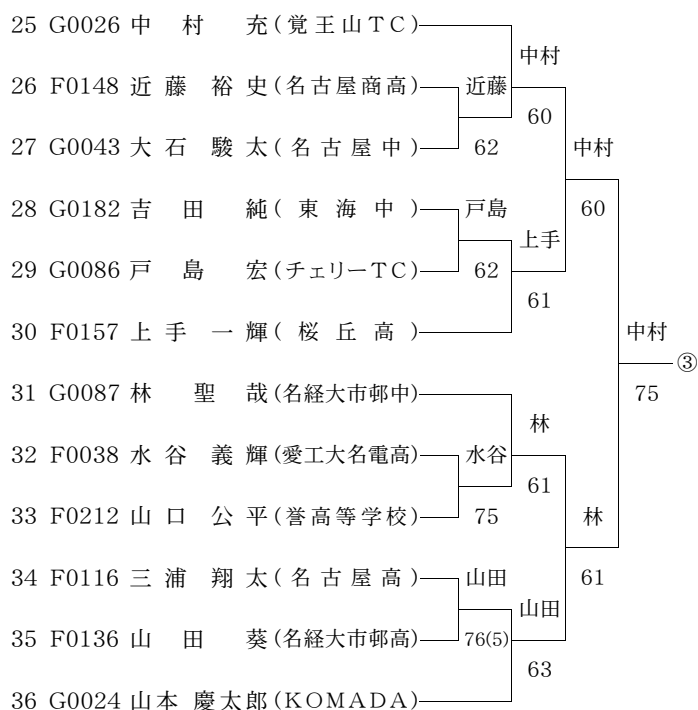 25 G0026 中村 充(覚王山TC)
中村
26 F0148 近藤 裕史(名古屋商高) 近藤
60
27 G0043 大石 駿太(名古屋中) 62 中村
28 G0182 吉田 純(東海中) 戸島 60
上手
29 G0086 戸島 宏(チェリーTC) 62
61
30 F0157 上手 一輝(桜丘高) 中村
③
31 G0087 林 聖哉(名経大市邨中) 75
林
32 F0038 水谷 義輝(愛工大名電高) 水谷
61
33 F0212 山口 公平(誉高等学校) 75 林
34 F0116 三浦 翔太(名古屋高) 山田 61
山田
35 F0136 山田 葵(名経大市邨高) 76(5)
63
36 G0024 山本 慶太郎(KOMADA)